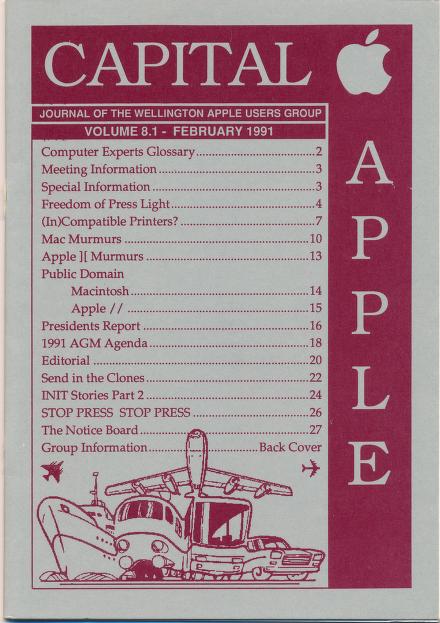 CAPITAL
APPLE
JOURNAL OF THE WELLINGTON APPLE USERS GROUP
VOLUME 8.1 - FEBRUARY 1991
Computer Experts Glossary 2
Meeting Information 3
Special Information 3
Freedom of Press Light 4
(In)Compatible Printers? 7
Mac Murmurs 10
Apple ][ Murmurs 13
Public Domain
Macintosh 14
Apple // 15
Presidents Report 16
1991 AGM Agenda 18
Editorial 20
Send in the Clones 22
INIT Stories Part 2 24
STOP PRESS STOP PRESS 26
The Notice Board 27
Group Information Back Cover